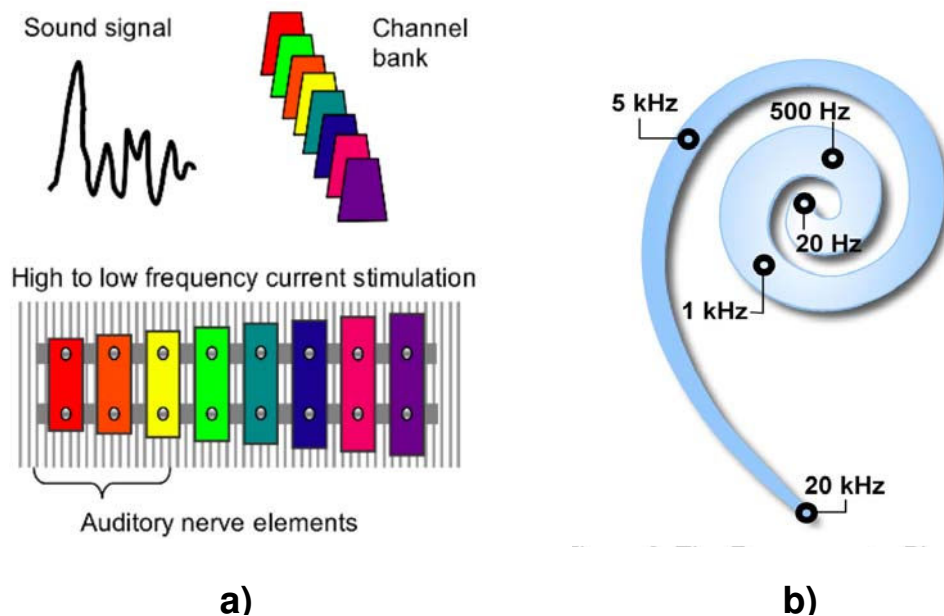 Sound signal
Channel
bank
High to low frequency current stimulation
Auditory nerve elements
a)
5 kHz
500 Hz
20 Hz
1 kHz
20 kHz
b)